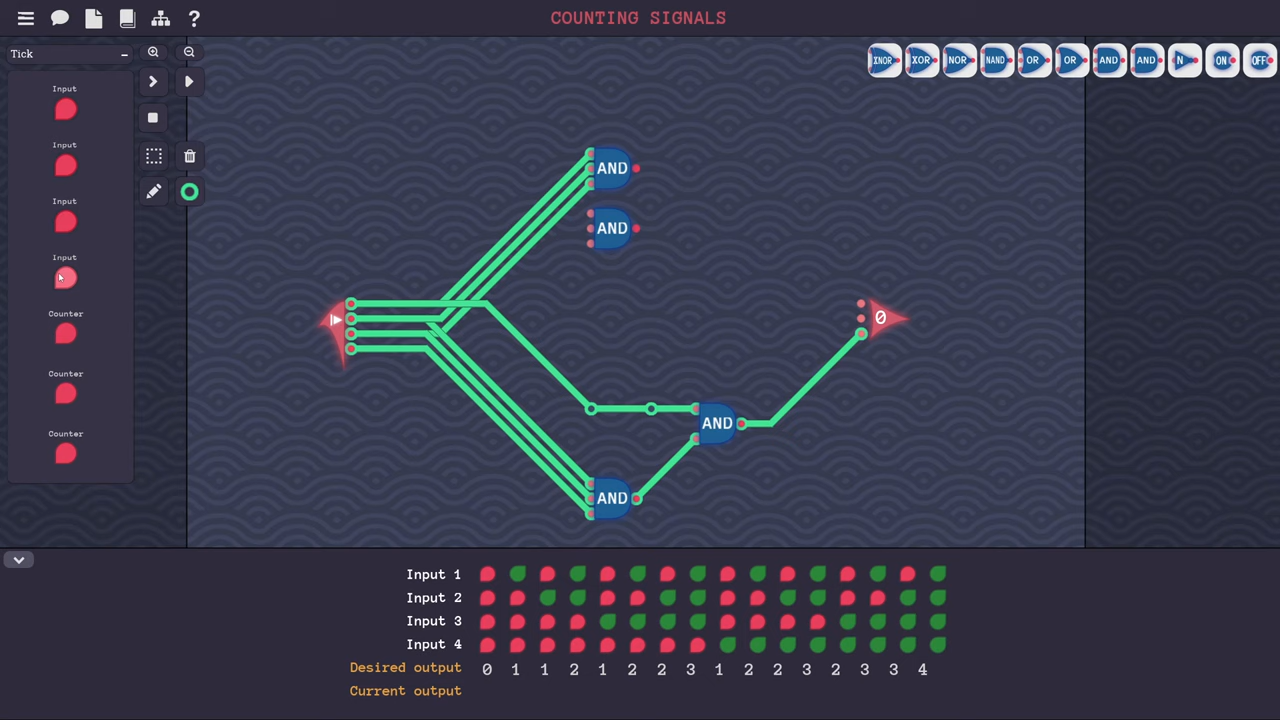 COUNTING SIGNALS
?
Tick
XNOR XOR NOR NAND OR OR AND AND N ON OFF
Input
Input
Input
Input
Counter
Counter
Counter
AND
AND
0
AND
AND
Input 1
Input 2
Input 3
Input 4
Desired output 0 1 1 2 1 2 2 3 1 2 2 3 2 3 3 4
Current output